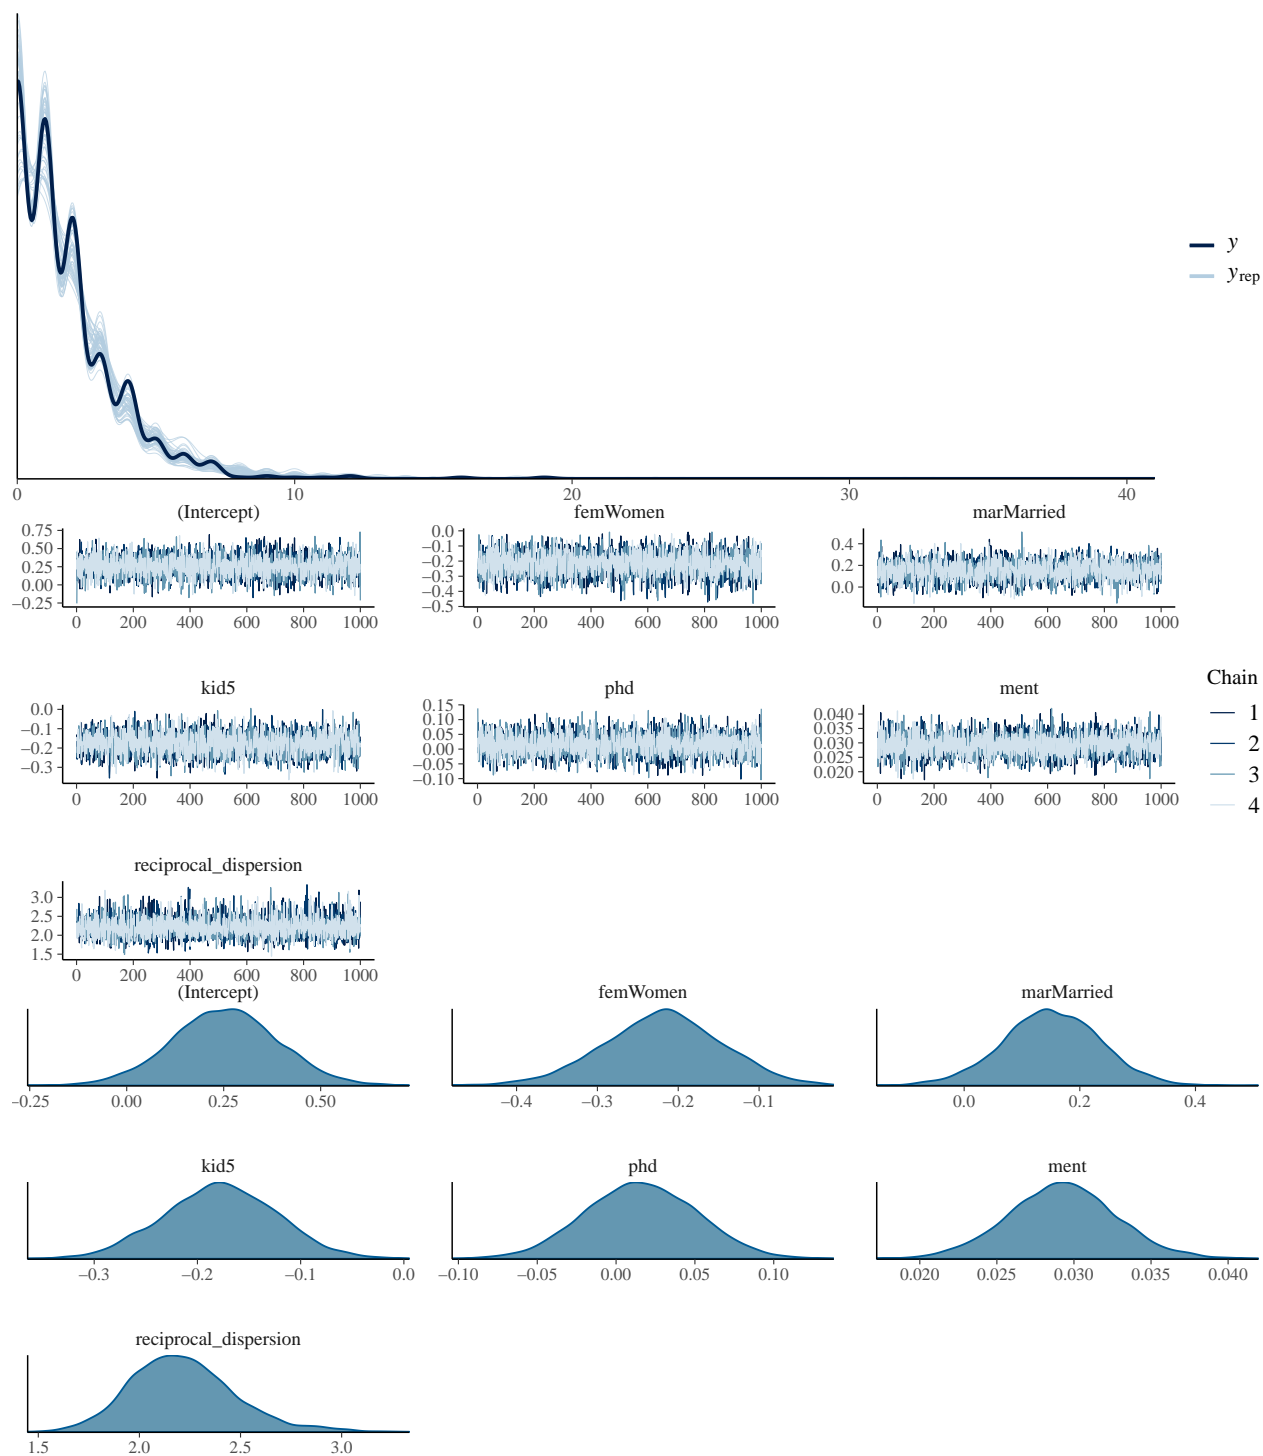 y
y rep
0 10 20 30 40
(Intercept) femWomen marMarried
0.75 0.50 0.25 0.00 −0.25
0 200 400 600 800 1000
0.0 −0.1 −0.2 −0.3 −0.4 −0.5
0 200 400 600 800 1000
0.4 0.2 0.0
0 200 400 600 800 1000
kid5 phd ment
0.0 −0.1 −0.2 −0.3
0 200 400 600 800 1000
0.15 0.10 0.05 0.00 −0.05 −0.10
0 200 400 600 800 1000
0.040 0.035 0.030 0.025 0.020
0 200 400 600 800 1000
Chain
1
2
3
4
reciprocal_dispersion
3.0 2.5 2.0 1.5
0 200 400 600 800 1000
(Intercept) femWomen marMarried
−0.25 0.00 0.25 0.50
−0.4 −0.3 −0.2 −0.1
0.0 0.2 0.4
kid5 phd ment
−0.3 −0.2 −0.1 0.0
−0.10 −0.05 0.00 0.05 0.10
0.020 0.025 0.030 0.035 0.040
reciprocal_dispersion
1.5 2.0 2.5 3.0